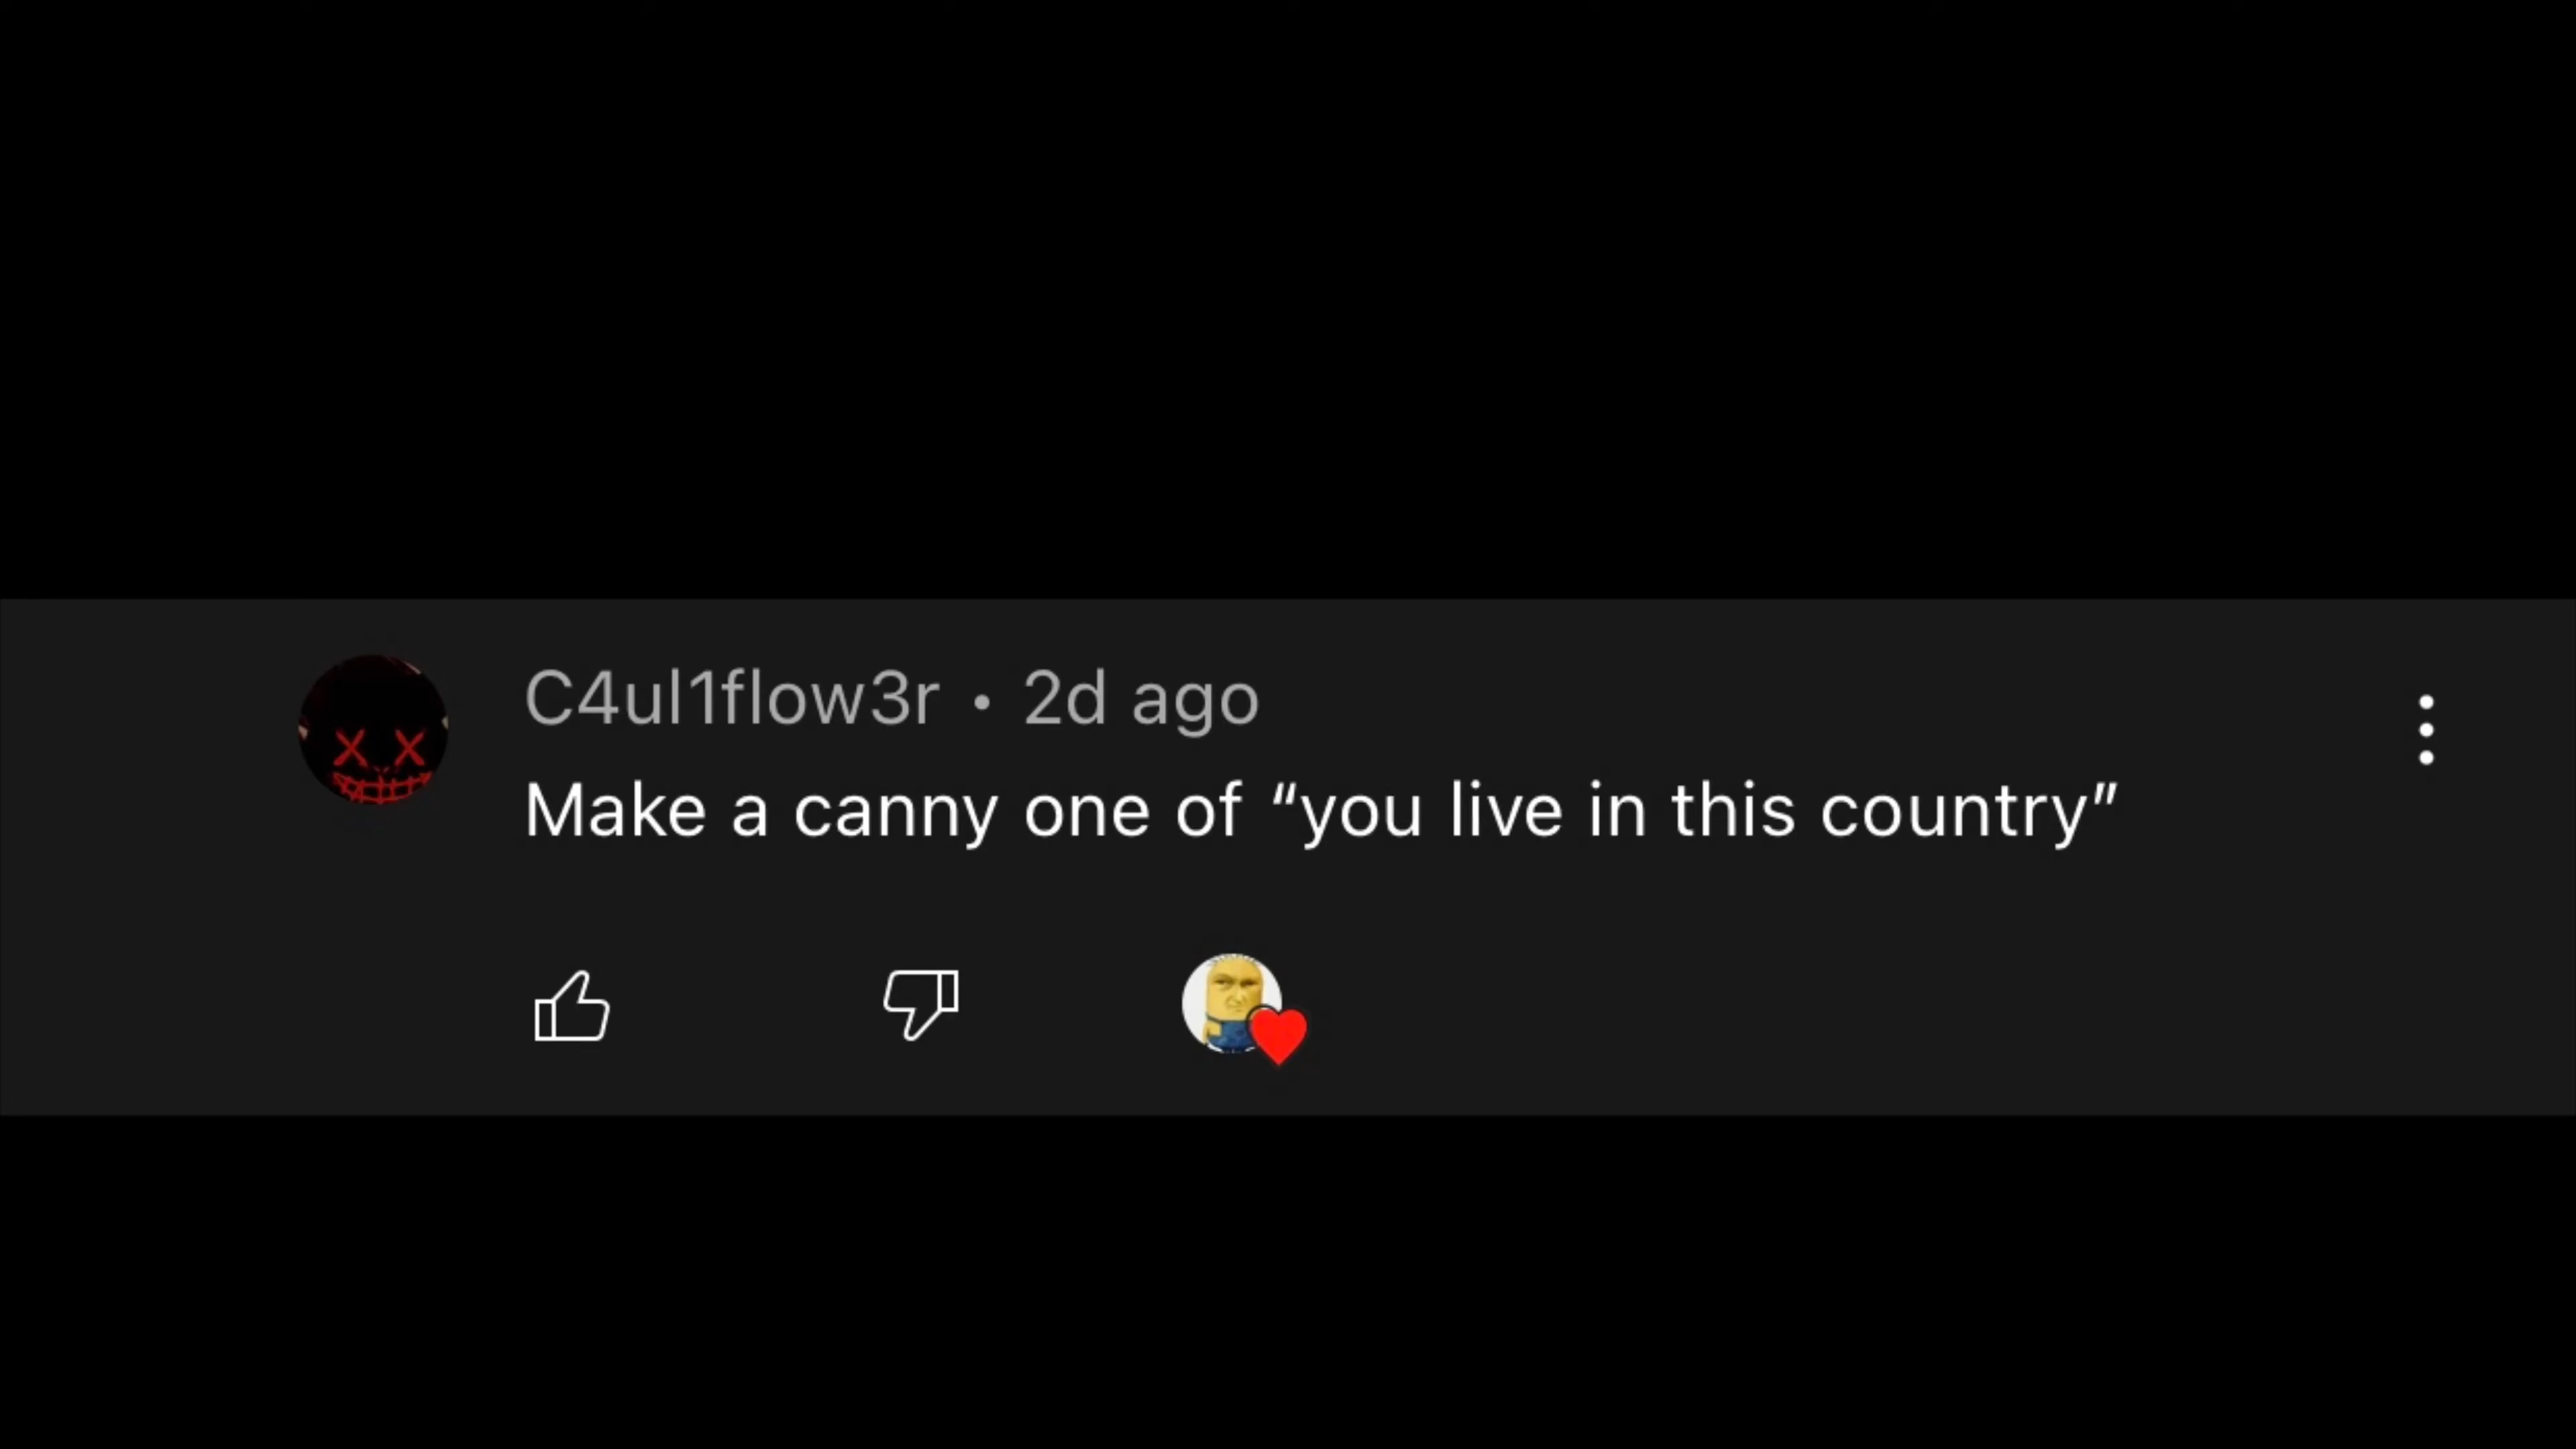 C4ul1flow3r • 2d ago
Make a canny one of “you live in this country”